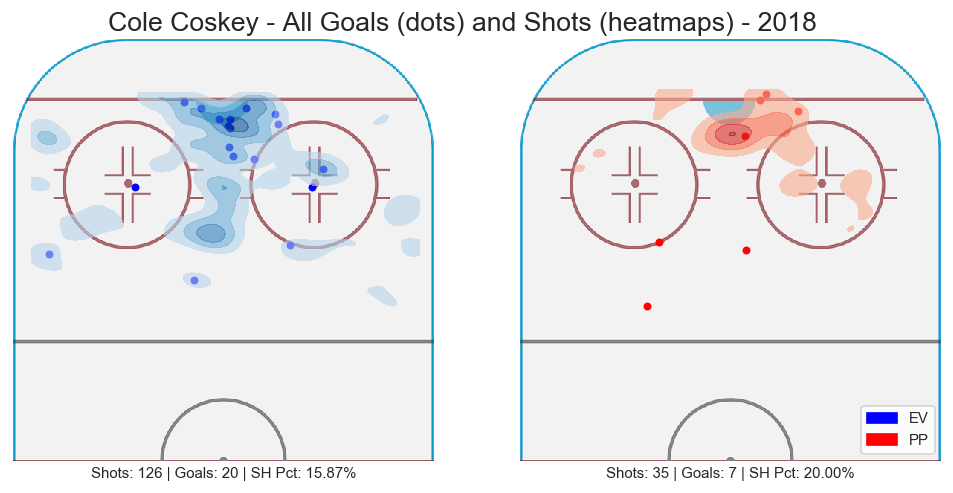 Cole Coskey - All Goals (dots) and Shots (heatmaps) - 2018
EV
PP
Shots: 126 | Goals: 20 | SH Pct: 15.87%
Shots: 35 | Goals: 7 | SH Pct: 20.00%